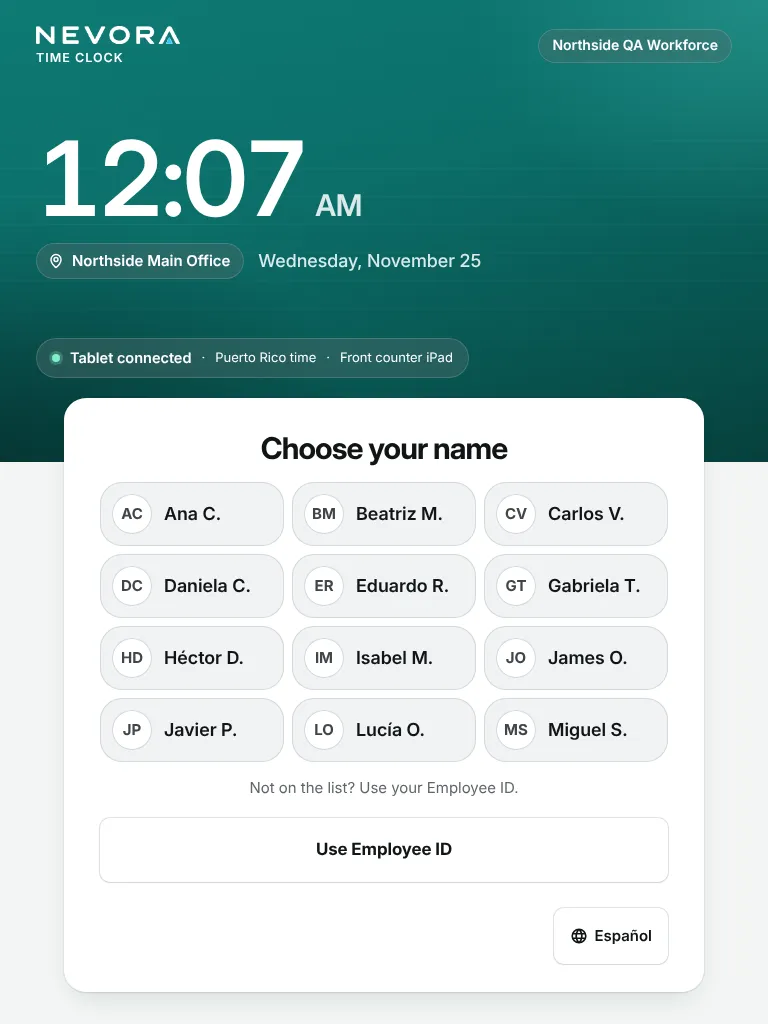 NEVORA
TIME CLOCK
Northside QA Workforce
12:07 AM
Northside Main Office
Wednesday, November 25
Tablet connected · Puerto Rico time · Front counter iPad
Choose your name
AC Ana C.
BM Beatriz M.
CV Carlos V.
DC Daniela C.
ER Eduardo R.
GT Gabriela T.
HD Héctor D.
IM Isabel M.
JO James O.
JP Javier P.
LO Lucía O.
MS Miguel S.
Not on the list? Use your Employee ID.
Use Employee ID
Español